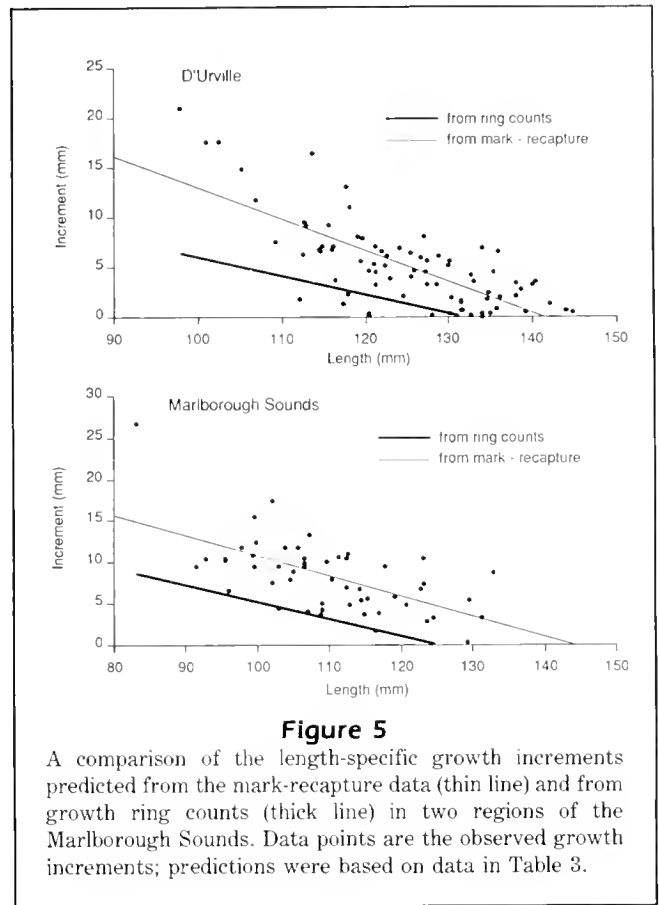 D'Urville
from ring counts
from mark - recapture
Increment (mm)
25
20
15
10
5
0
90 100 110 120 130 140 150
Length (mm)
Marlborough Sounds
from ring counts
from mark - recapture
Increment (mm)
30
25
20
15
10
5
0
80 90 100 110 120 130 140 150
Length (mm)
Figure 5
A comparison of the length-specific growth increments
predicted from the mark-recapture data (thin line) and from
growth ring counts (thick line) in two regions of the
Marlborough Sounds. Data points are the observed growth
increments; predictions were based on data in Table 3.